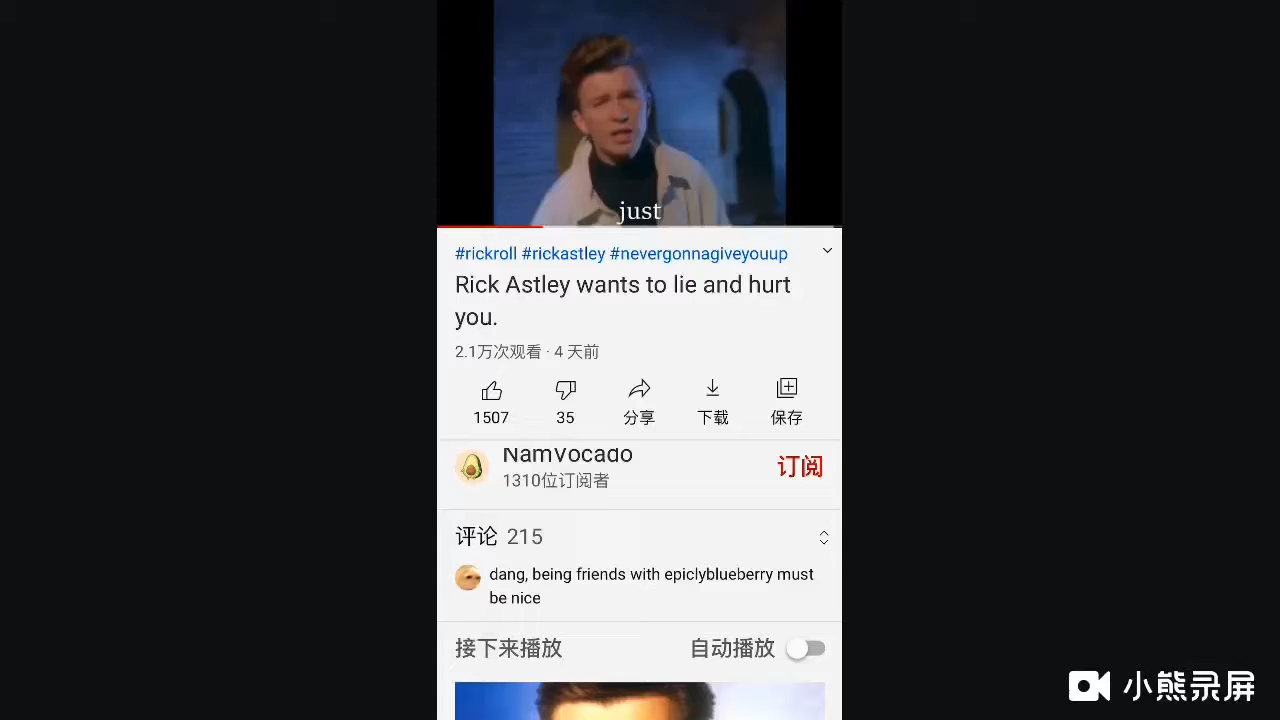 just
#rickroll #rickastley #nevergonnagiveyouup
Rick Astley wants to lie and hurt
you.
2.1万次观看 · 4 天前
1507
35
分享
下载
保存
NamVocado
1310位订阅者
订阅
评论 215
dang, being friends with epiclyblueberry must
be nice
接下来播放
自动播放
小熊录屏